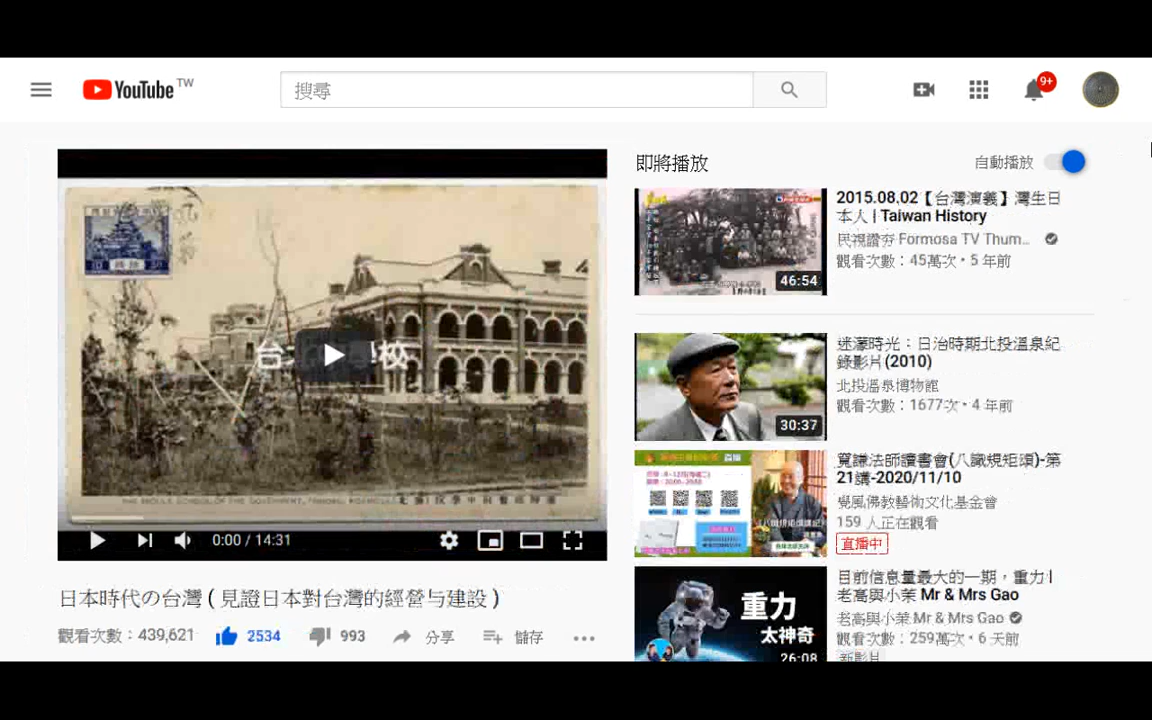 YouTube TW
搜尋
9+
0:00 / 14:31
日本時代の台灣 ( 見證日本對台灣的經營与建設 )
觀看次數：439,621
2534
993
分享
儲存
即將播放
自動播放
46:54
2015.08.02【台灣演義】灣生日
本人 | Taiwan History
民視讚夯 Formosa TV Thum...
觀看次數：45萬次・5 年前
30:37
迷濛時光：日治時期北投溫泉紀
錄影片 (2010)
北投溫泉博物館
觀看次數：1677次・4 年前
寬謙法師讀書會(八識規矩頌)-第
21講-2020/11/10
覺風佛教藝術文化基金會
159 人正在觀看
直播中
重力
太神奇
26:08
目前信息量最大的一期，重力 |
老高與小茉 Mr & Mrs Gao
老高與小茉 Mr & Mrs Gao
觀看次數：259萬次・6 天前
新影片